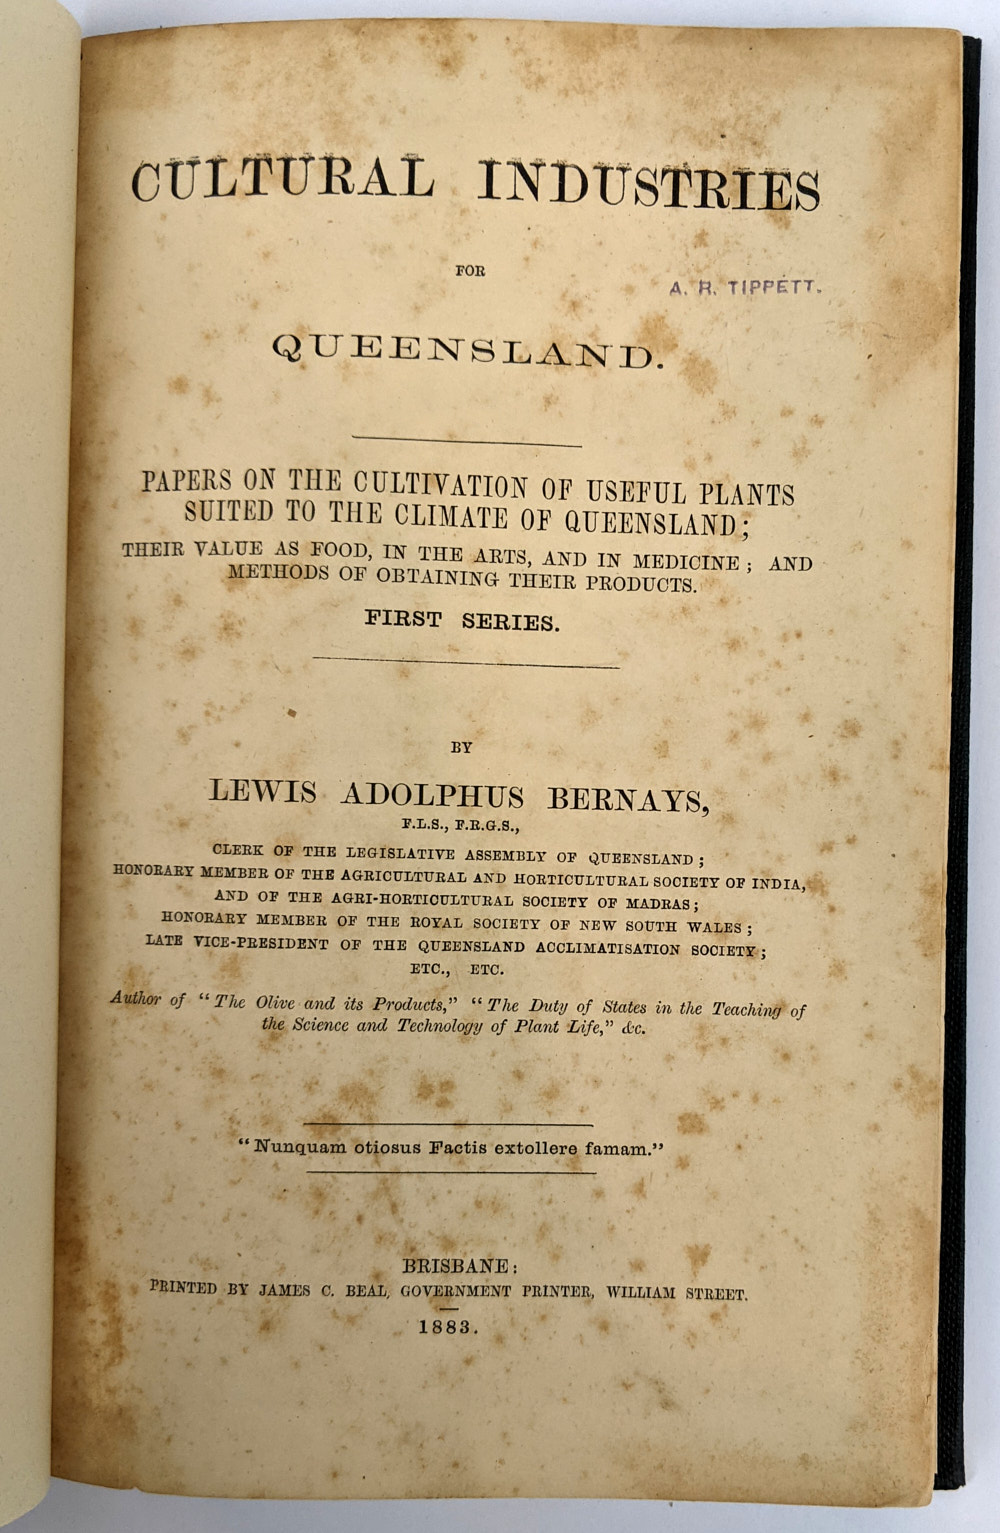 CULTURAL INDUSTRIES
FOR
A. R. TIPPETT.
QUEENSLAND.
PAPERS ON THE CULTIVATION OF USEFUL PLANTS
SUITED TO THE CLIMATE OF QUEENSLAND;
THEIR VALUE AS FOOD, IN THE ARTS, AND IN MEDICINE; AND
METHODS OF OBTAINING THEIR PRODUCTS.
FIRST SERIES.
BY
LEWIS ADOLPHUS BERNAYS,
F.L.S., F.R.G.S.,
CLERK OF THE LEGISLATIVE ASSEMBLY OF QUEENSLAND;
HONORARY MEMBER OF THE AGRICULTURAL AND HORTICULTURAL SOCIETY OF INDIA,
AND OF THE AGRI-HORTICULTURAL SOCIETY OF MADRAS;
HONORARY MEMBER OF THE ROYAL SOCIETY OF NEW SOUTH WALES;
LATE VICE-PRESIDENT OF THE QUEENSLAND ACCLIMATISATION SOCIETY;
ETC., ETC.
Author of "The Olive and its Products," "The Duty of States in the Teaching of
the Science and Technology of Plant Life," &c.
"Nunquam otiosus Factis extollere famam."
BRISBANE:
PRINTED BY JAMES C. BEAL, GOVERNMENT PRINTER, WILLIAM STREET.
1883.